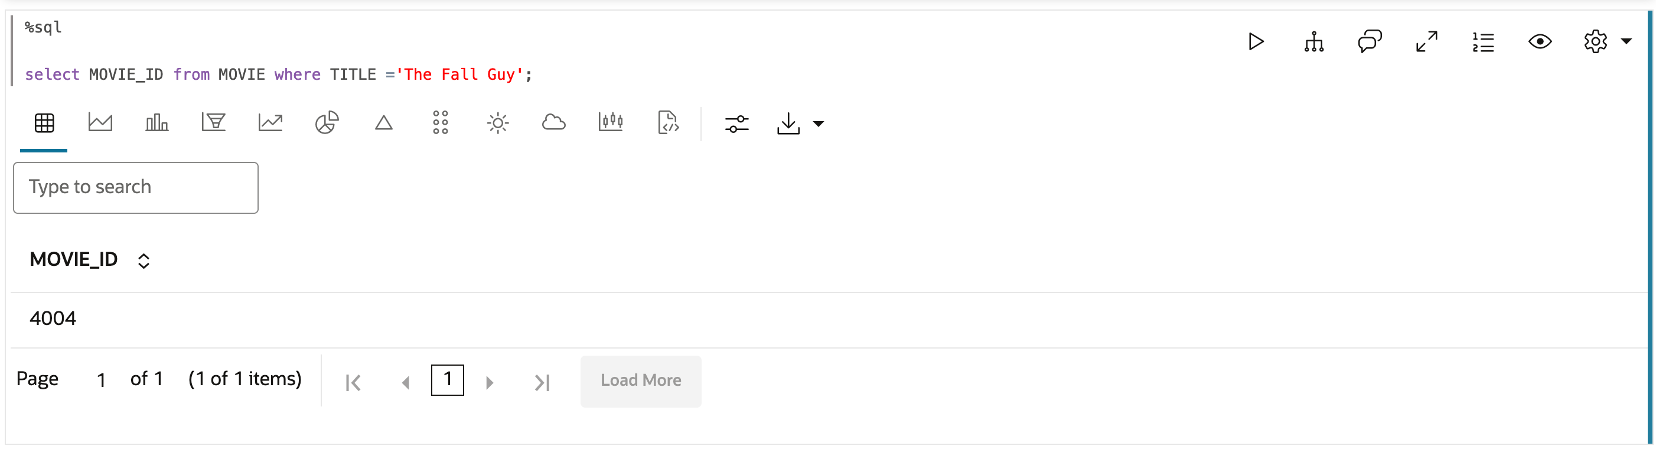 %sql
select MOVIE_ID from MOVIE where TITLE ='The Fall Guy';
Type to search
MOVIE_ID
4004
Page 1 of 1 (1 of 1 items) 1 Load More